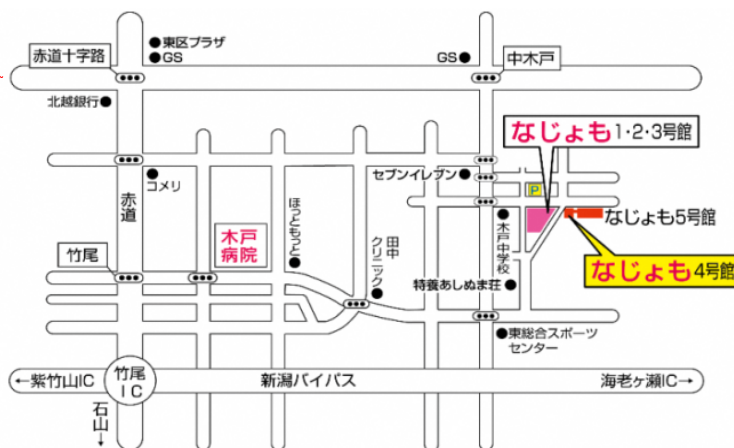 東区プラザ
GS
赤道十字路
GS
中木戸
北越銀行
なじょも1・2・3号館
コメリ
セブンイレブン
P
赤道
ほっともっと
木戸中学校
なじょも5号館
木戸
病院
田中
クリニック
竹尾
なじょも4号館
特養あしぬま荘
東総合スポーツ
センター
←紫竹山IC
竹尾
IC
新潟バイパス
海老ヶ瀬IC→
石山→